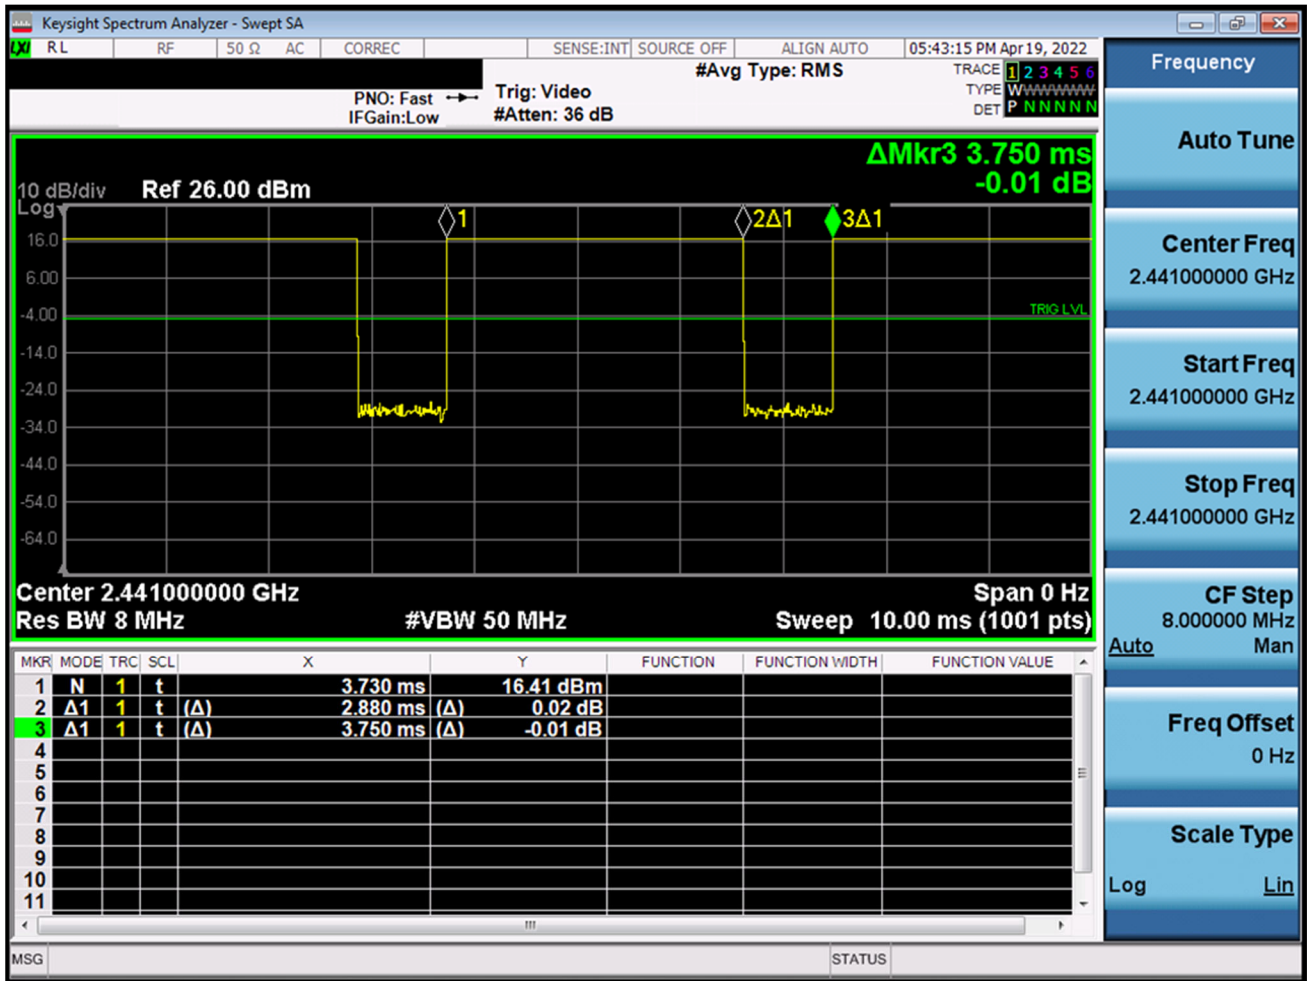 Keysight Spectrum Analyzer - Swept SA
LXI RL RF 50 Ω AC CORREC SENSE:INT SOURCE OFF ALIGN AUTO 05:43:15 PM Apr 19, 2022
#Avg Type: RMS
TRACE 1 2 3 4 5 6
PNO: Fast Trig: Video
TYPE WWWWWW
IFGain:Low #Atten: 36 dB
DET P N N N N N
ΔMkr3 3.750 ms
-0.01 dB
10 dB/div Ref 26.00 dBm
Log
1 2Δ1 3Δ1
16.0
6.00
-4.00
TRIG LVL
-14.0
-24.0
-34.0
-44.0
-54.0
-64.0
Center 2.441000000 GHz Span 0 Hz
Res BW 8 MHz #VBW 50 MHz Sweep 10.00 ms (1001 pts)
MKR MODE TRC SCL X Y FUNCTION FUNCTION WIDTH FUNCTION VALUE
1 N 1 t 3.730 ms 16.41 dBm
2 Δ1 1 t (Δ) 2.880 ms (Δ) 0.02 dB
3 Δ1 1 t (Δ) 3.750 ms (Δ) -0.01 dB
4
5
6
7
8
9
10
11
MSG STATUS
Frequency
Auto Tune
Center Freq
2.441000000 GHz
Start Freq
2.441000000 GHz
Stop Freq
2.441000000 GHz
CF Step
8.000000 MHz
Auto Man
Freq Offset
0 Hz
Scale Type
Log Lin